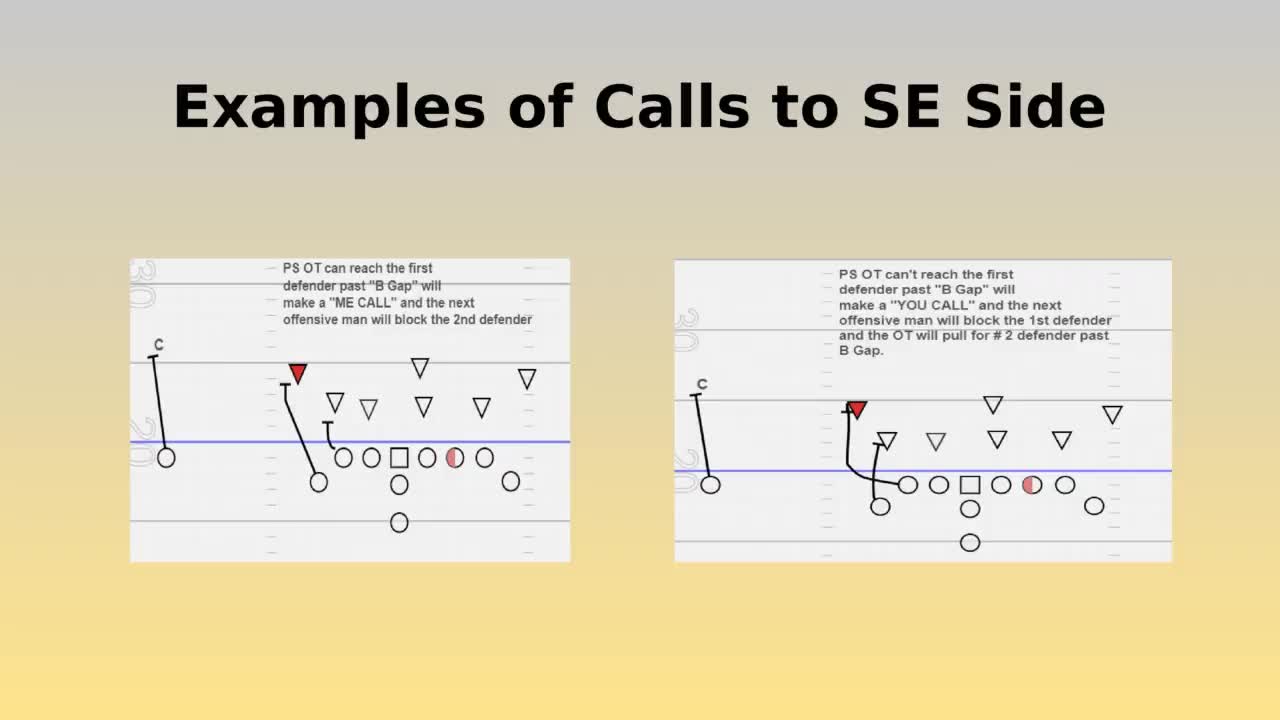 Examples of Calls to SE Side
PS OT can reach the first
defender past "B Gap" will
make a "ME CALL" and the next
offensive man will block the 2nd defender
30
C
20
PS OT can't reach the first
defender past "B Gap" will
make a "YOU CALL" and the next
offensive man will block the 1st defender
and the OT will pull for # 2 defender past
B Gap.
30
C
20